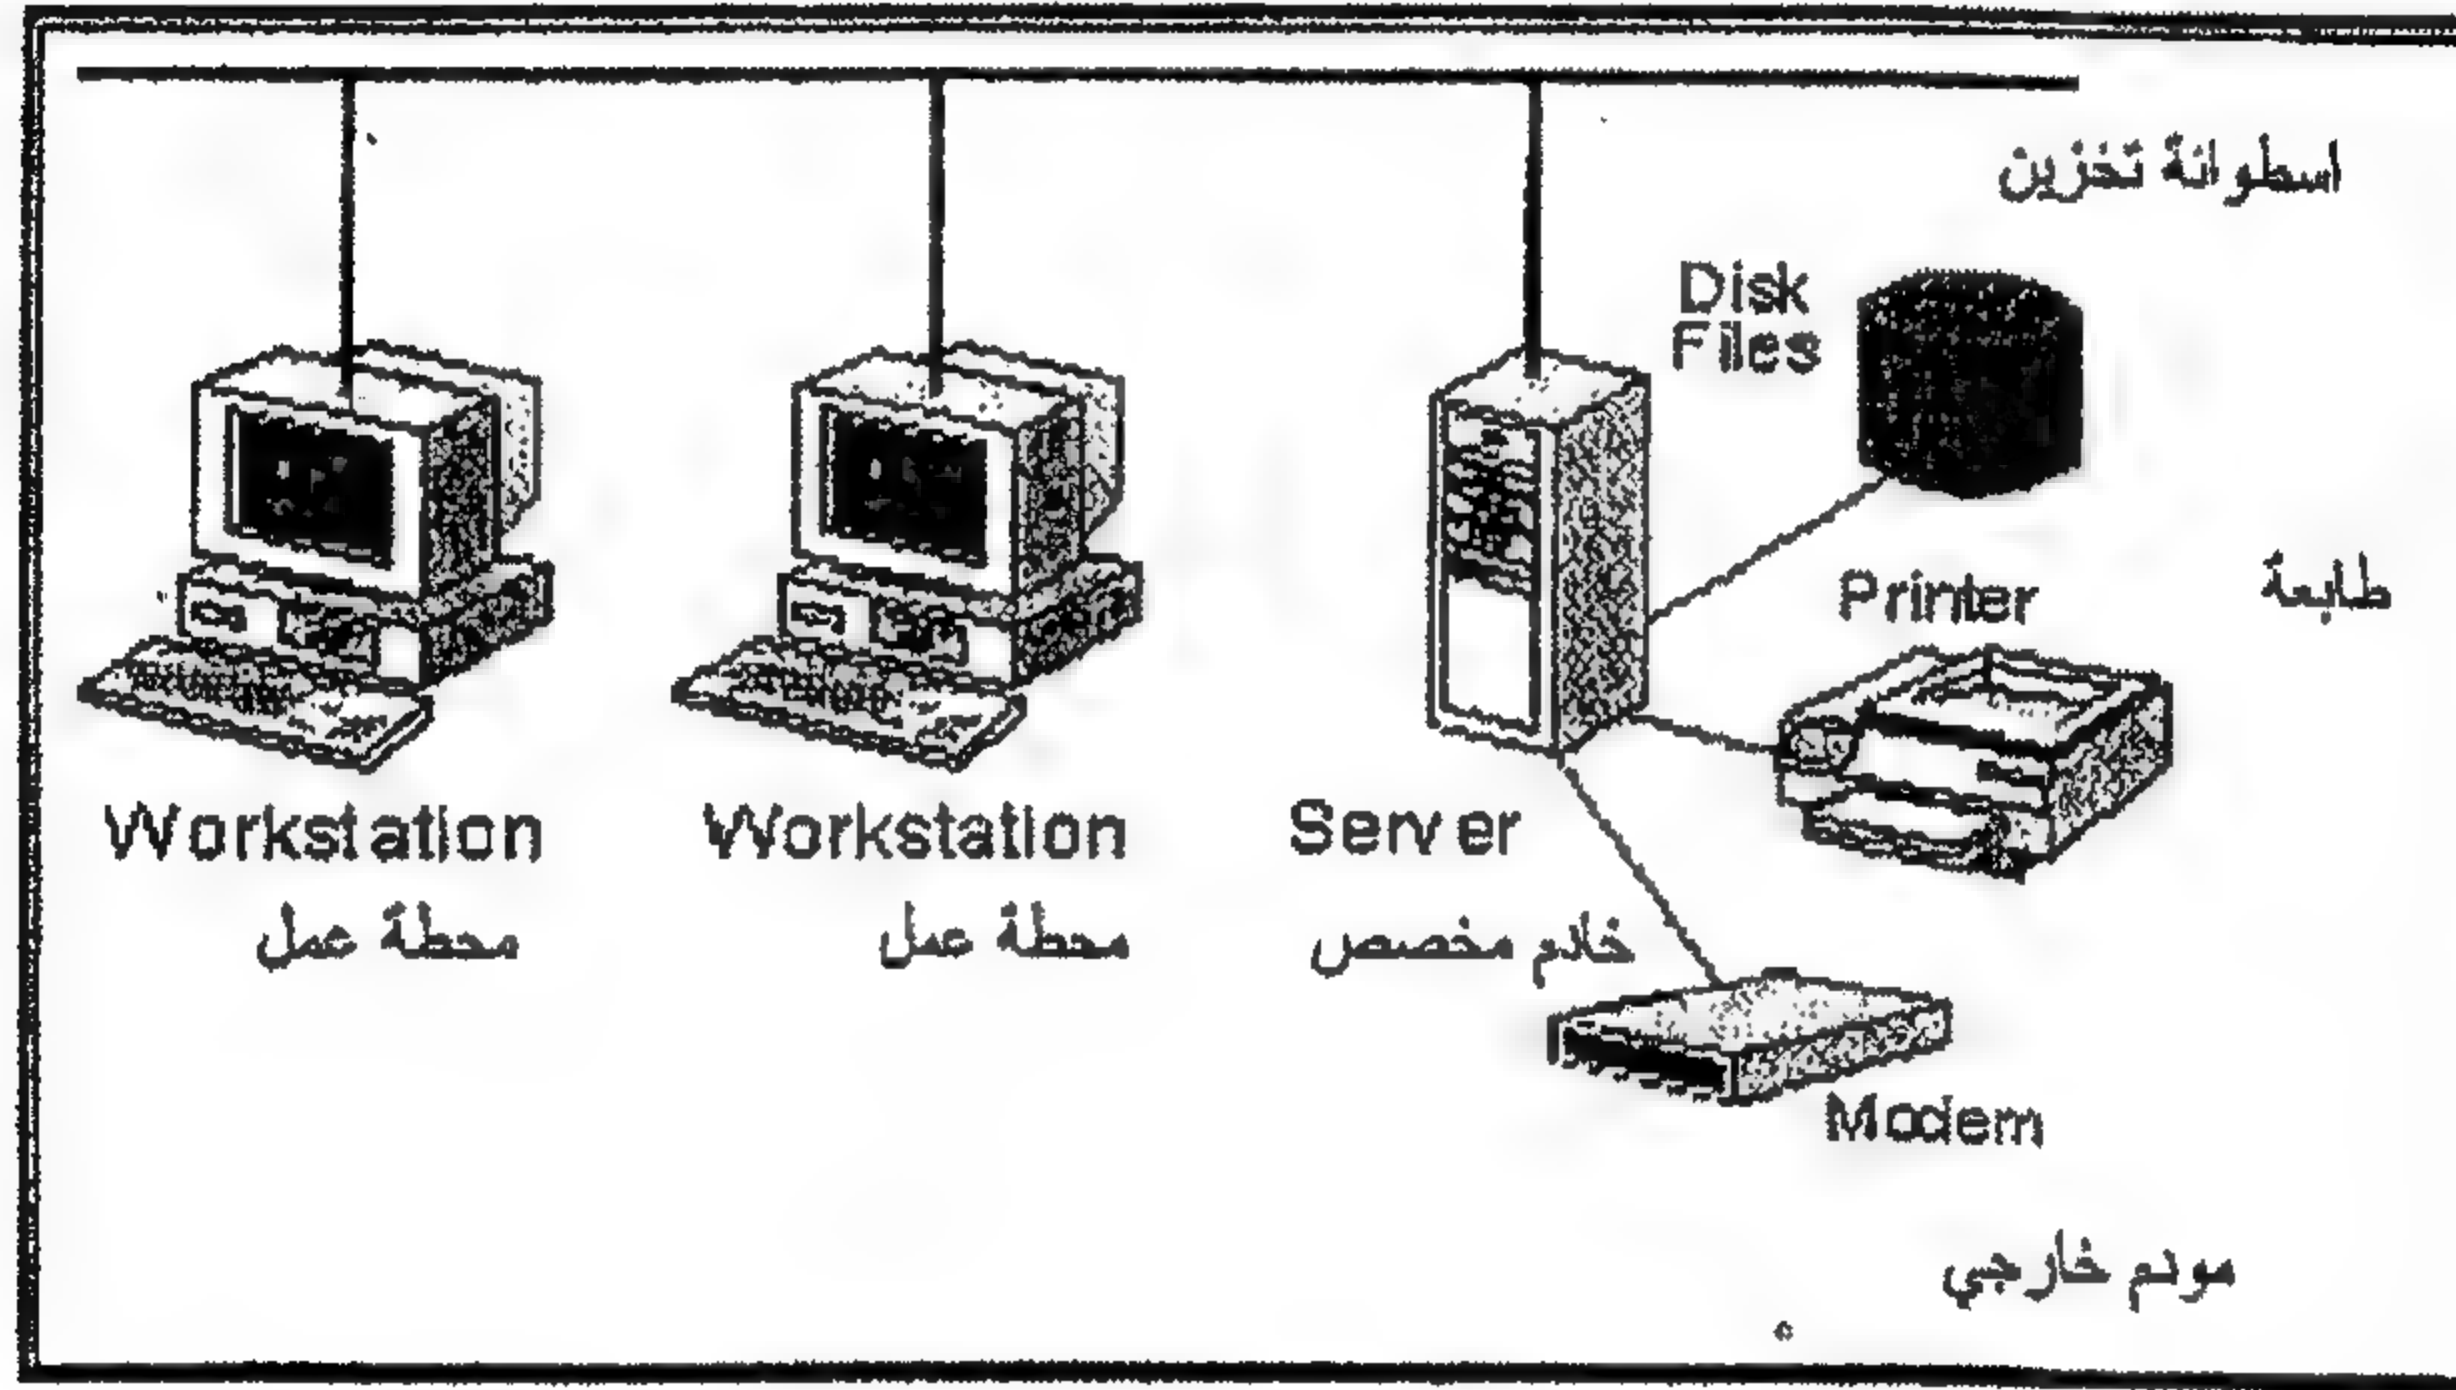 اسطوانة تخزين
Disk
Files
Printer
طابعة
Workstation
Workstation
Server
محطة عمل
محطة عمل
خادم مخصص
Modem
مودم خارجي